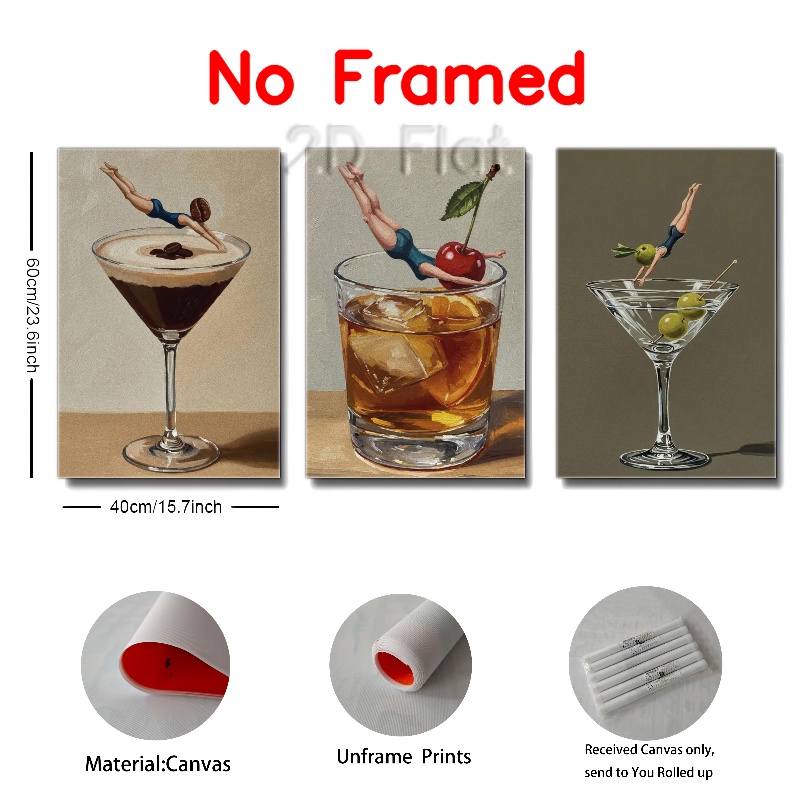 No Framed
2D Flat.
60cm/23.6inch
40cm/15.7inch
Material:Canvas
Unframe Prints
Received Canvas only,
send to You Rolled up